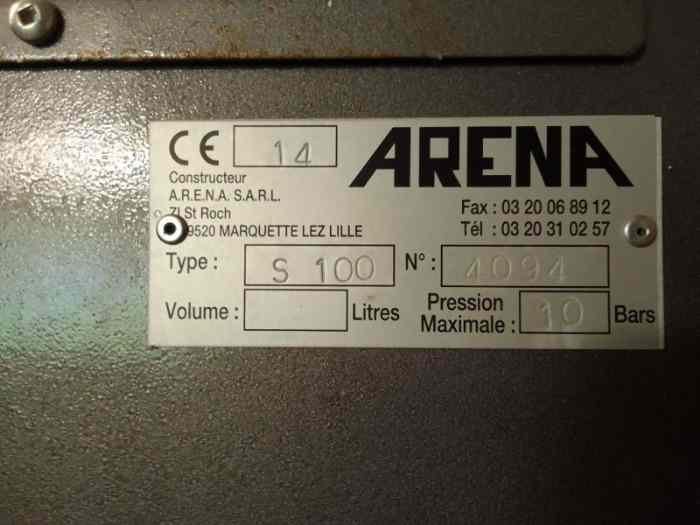 CE 14 ARENA
Constructeur
A.R.E.N.A. S.A.R.L.
ZI St Roch
9520 MARQUETTE LEZ LILLE
Fax : 03 20 06 89 12
Tél : 03 20 31 02 57
Type : S 100 N° : 4094
Volume : Litres Pression Maximale : 10 Bars